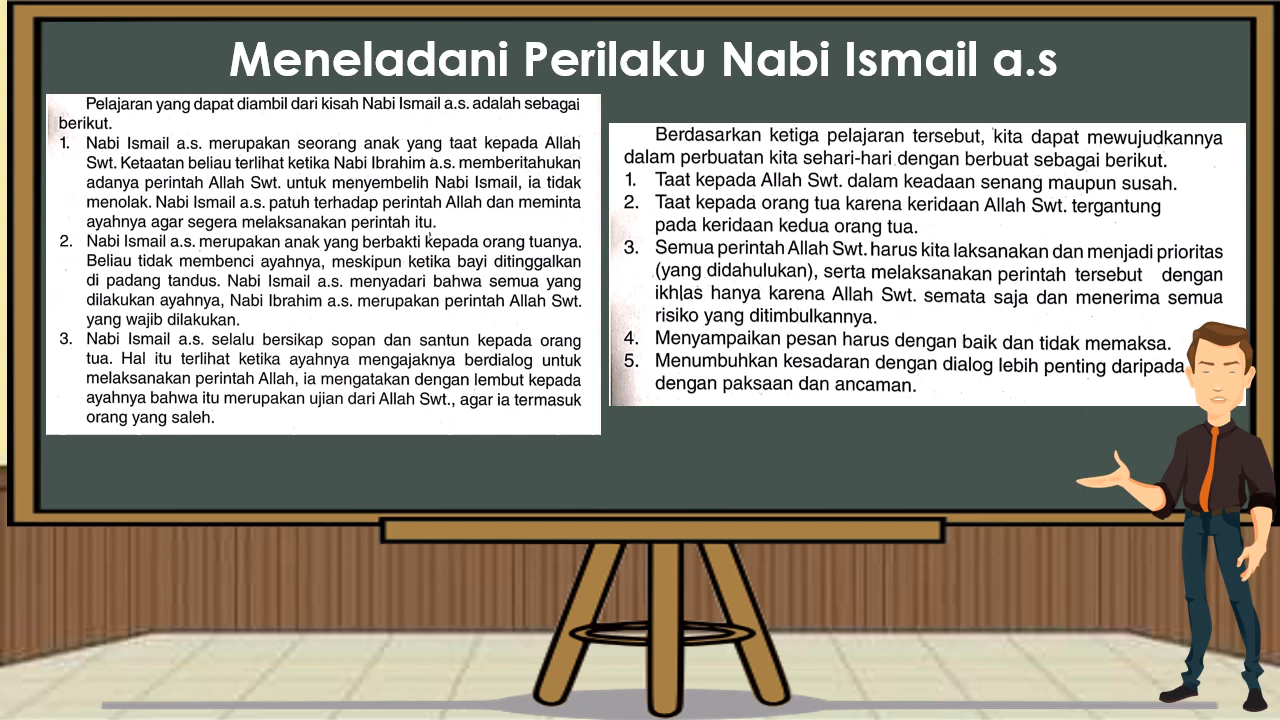 Meneladani Perilaku Nabi Ismail a.s
Pelajaran yang dapat diambil dari kisah Nabi Ismail a.s. adalah sebagai
berikut.
1. Nabi Ismail a.s. merupakan seorang anak yang taat kepada Allah
Swt. Ketaatan beliau terlihat ketika Nabi Ibrahim a.s. memberitahukan
adanya perintah Allah Swt. untuk menyembelih Nabi Ismail, ia tidak
menolak. Nabi Ismail a.s. patuh terhadap perintah Allah dan meminta
ayahnya agar segera melaksanakan perintah itu.
2. Nabi Ismail a.s. merupakan anak yang berbakti kepada orang tuanya.
Beliau tidak membenci ayahnya, meskipun ketika bayi ditinggalkan
di padang tandus. Nabi Ismail a.s. menyadari bahwa semua yang
dilakukan ayahnya, Nabi Ibrahim a.s. merupakan perintah Allah Swt.
yang wajib dilakukan.
3. Nabi Ismail a.s. selalu bersikap sopan dan santun kepada orang
tua. Hal itu terlihat ketika ayahnya mengajaknya berdialog untuk
melaksanakan perintah Allah, ia mengatakan dengan lembut kepada
ayahnya bahwa itu merupakan ujian dari Allah Swt., agar ia termasuk
orang yang saleh.
Berdasarkan ketiga pelajaran tersebut, kita dapat mewujudkannya
dalam perbuatan kita sehari-hari dengan berbuat sebagai berikut.
1. Taat kepada Allah Swt. dalam keadaan senang maupun susah.
2. Taat kepada orang tua karena keridaan Allah Swt. tergantung
pada keridaan kedua orang tua.
3. Semua perintah Allah Swt. harus kita laksanakan dan menjadi prioritas
(yang didahulukan), serta melaksanakan perintah tersebut dengan
ikhlas hanya karena Allah Swt. semata saja dan menerima semua
risiko yang ditimbulkannya.
4. Menyampaikan pesan harus dengan baik dan tidak memaksa.
5. Menumbuhkan kesadaran dengan dialog lebih penting daripada
dengan paksaan dan ancaman.